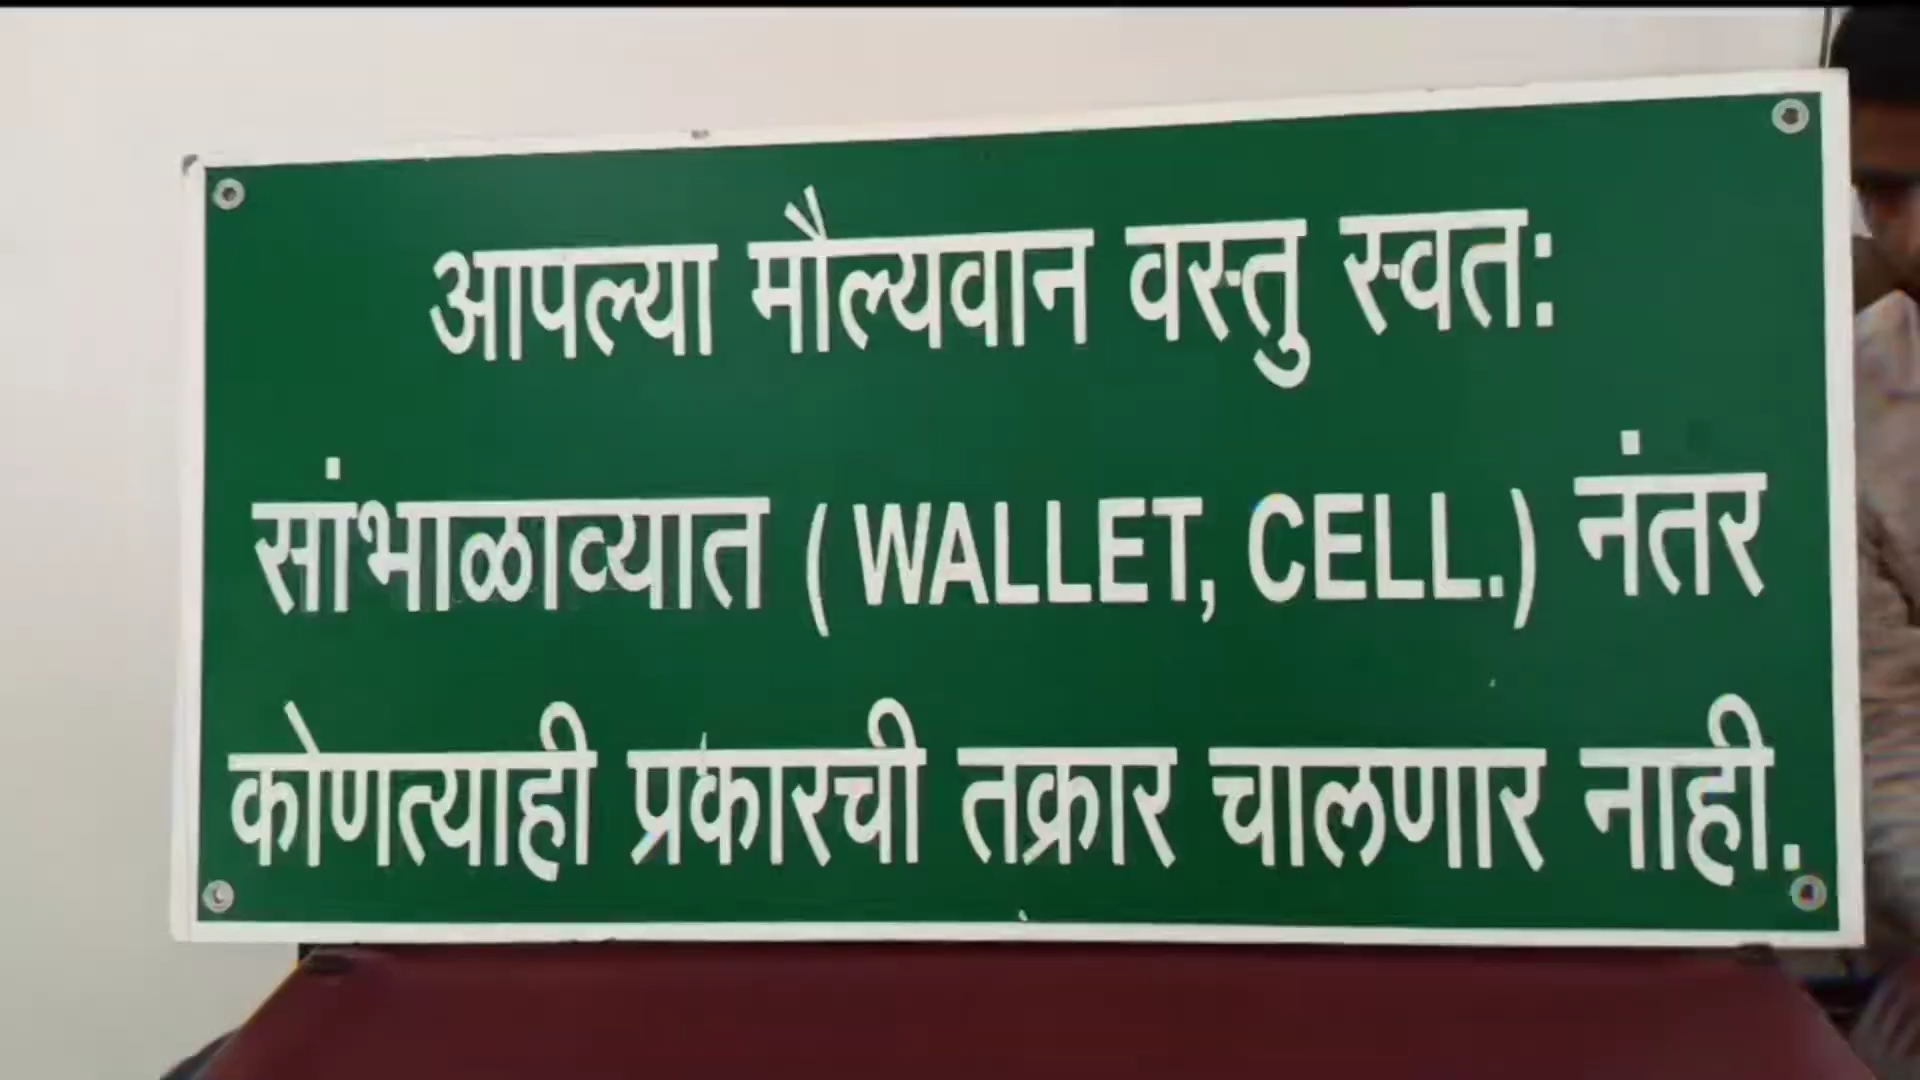 आपल्या मौल्यवान वस्तु स्वत:
सांभाळाव्यात ( WALLET, CELL.) नंतर
कोणत्याही प्रकारची तक्रार चालणार नाही.